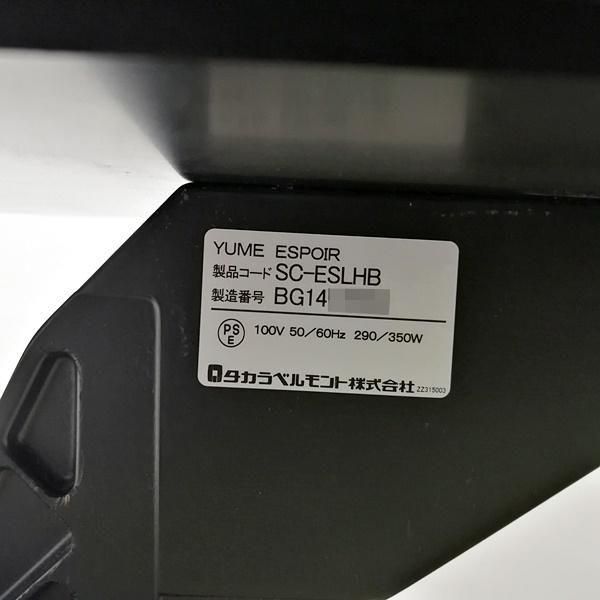 YUME ESPOIR
製品コード SC-ESLHB
製造番号 BG14
PS E 100V 50/60Hz 290/350W
タカラベルモント株式会社 ZZ315003